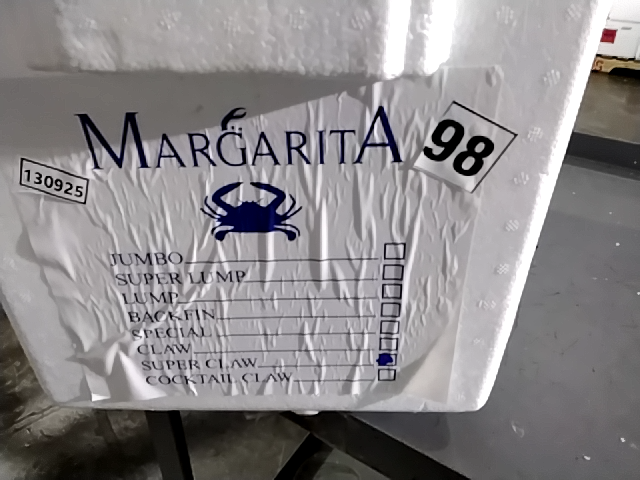 MARGARITA
98
130925
JUMBO
SUPER LUMP
LUMP
BACKFIN
SPECIAL
CLAW
SUPER CLAW
COCKTAIL CLAW